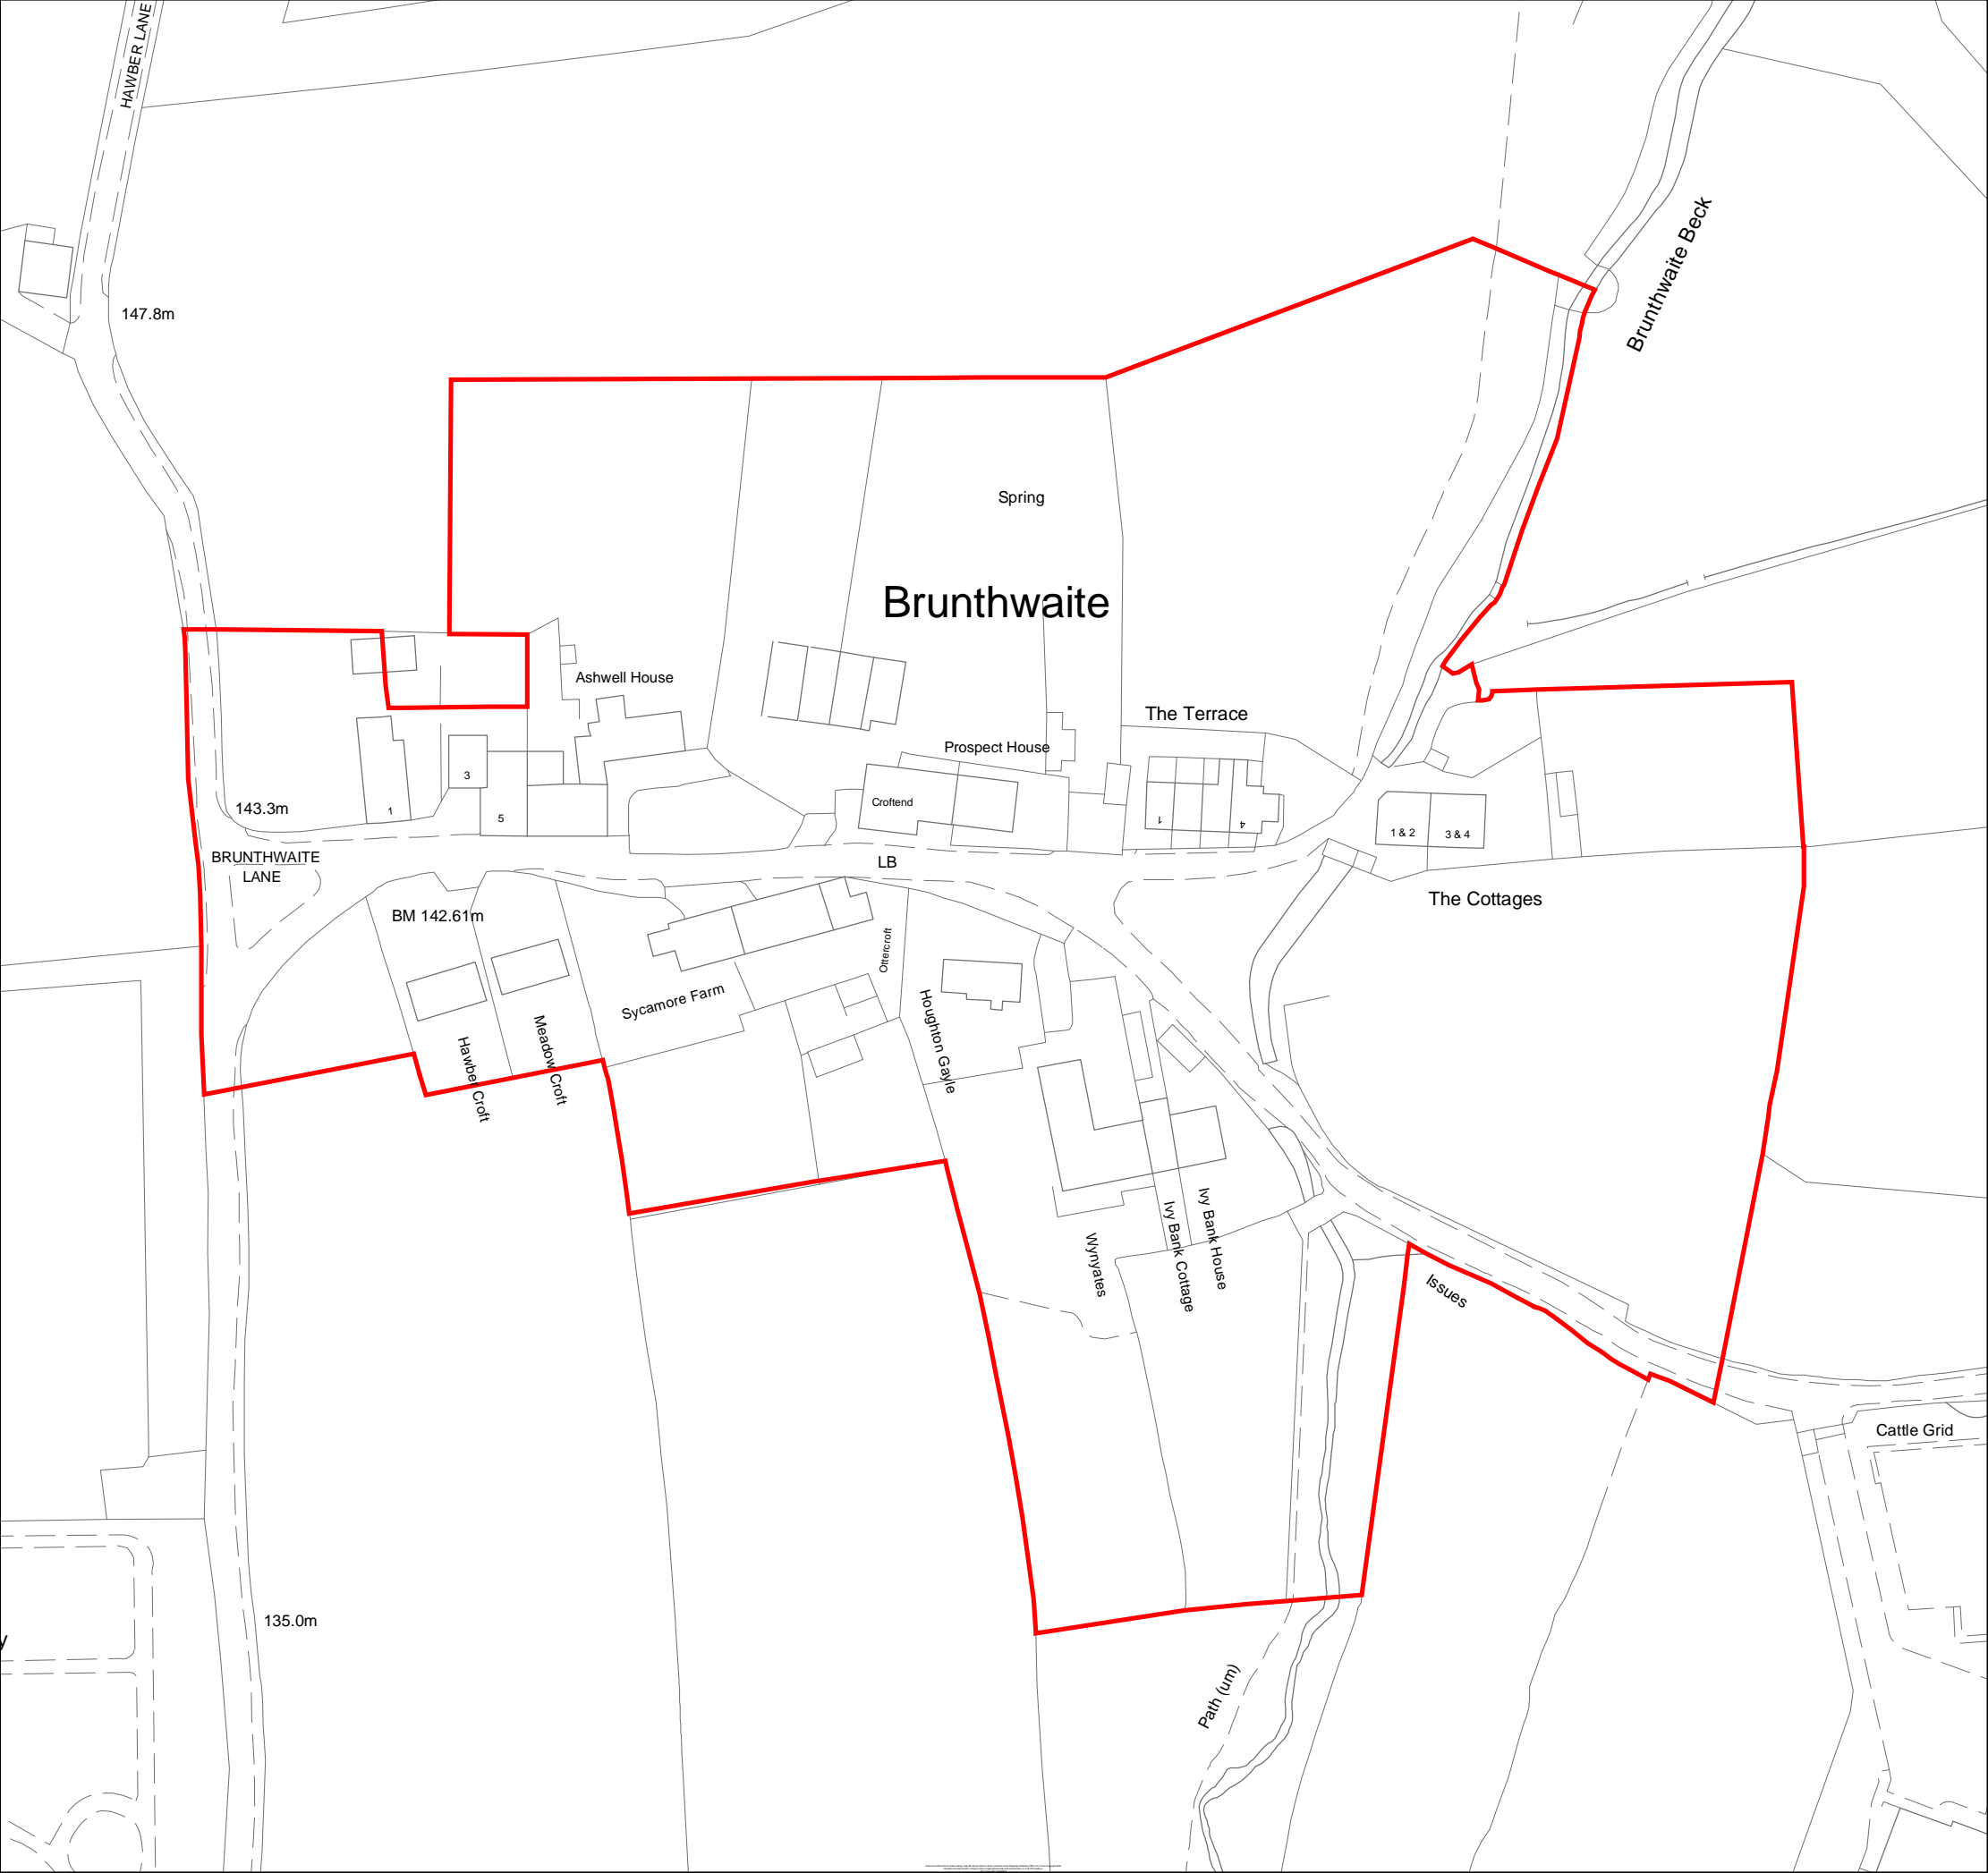 HAWBER LANE
Brunthwaite Beck
147.8m
Spring
Brunthwaite
Ashwell House
The Terrace
Prospect House
3
Croftend
143.3m
1
5
1
4
1 & 2
3 & 4
BRUNTHWAITE
LANE
LB
The Cottages
BM 142.61m
Ottercroft
Sycamore Farm
Houghton Gayle
Meadow Croft
Hawber Croft
Ivy Bank House
Ivy Bank Cottage
Wynyates
Issues
Cattle Grid
135.0m
y
Path (um)